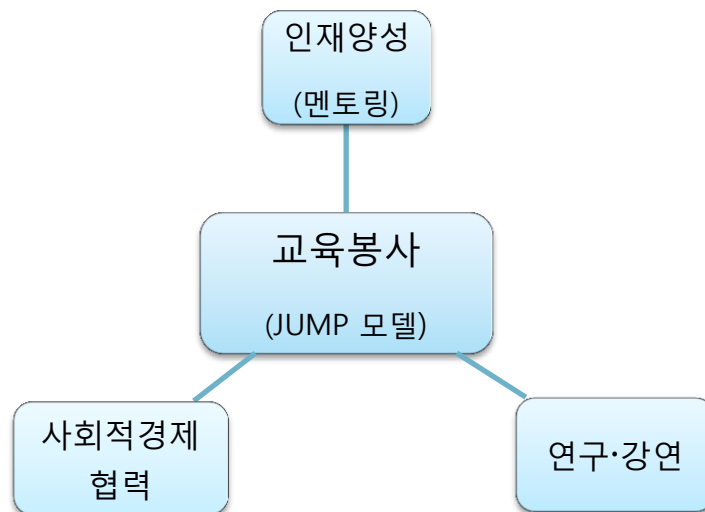 인재양성
(멘토링)
교육봉사
(JUMP 모델)
사회적경제
협력
연구·강연